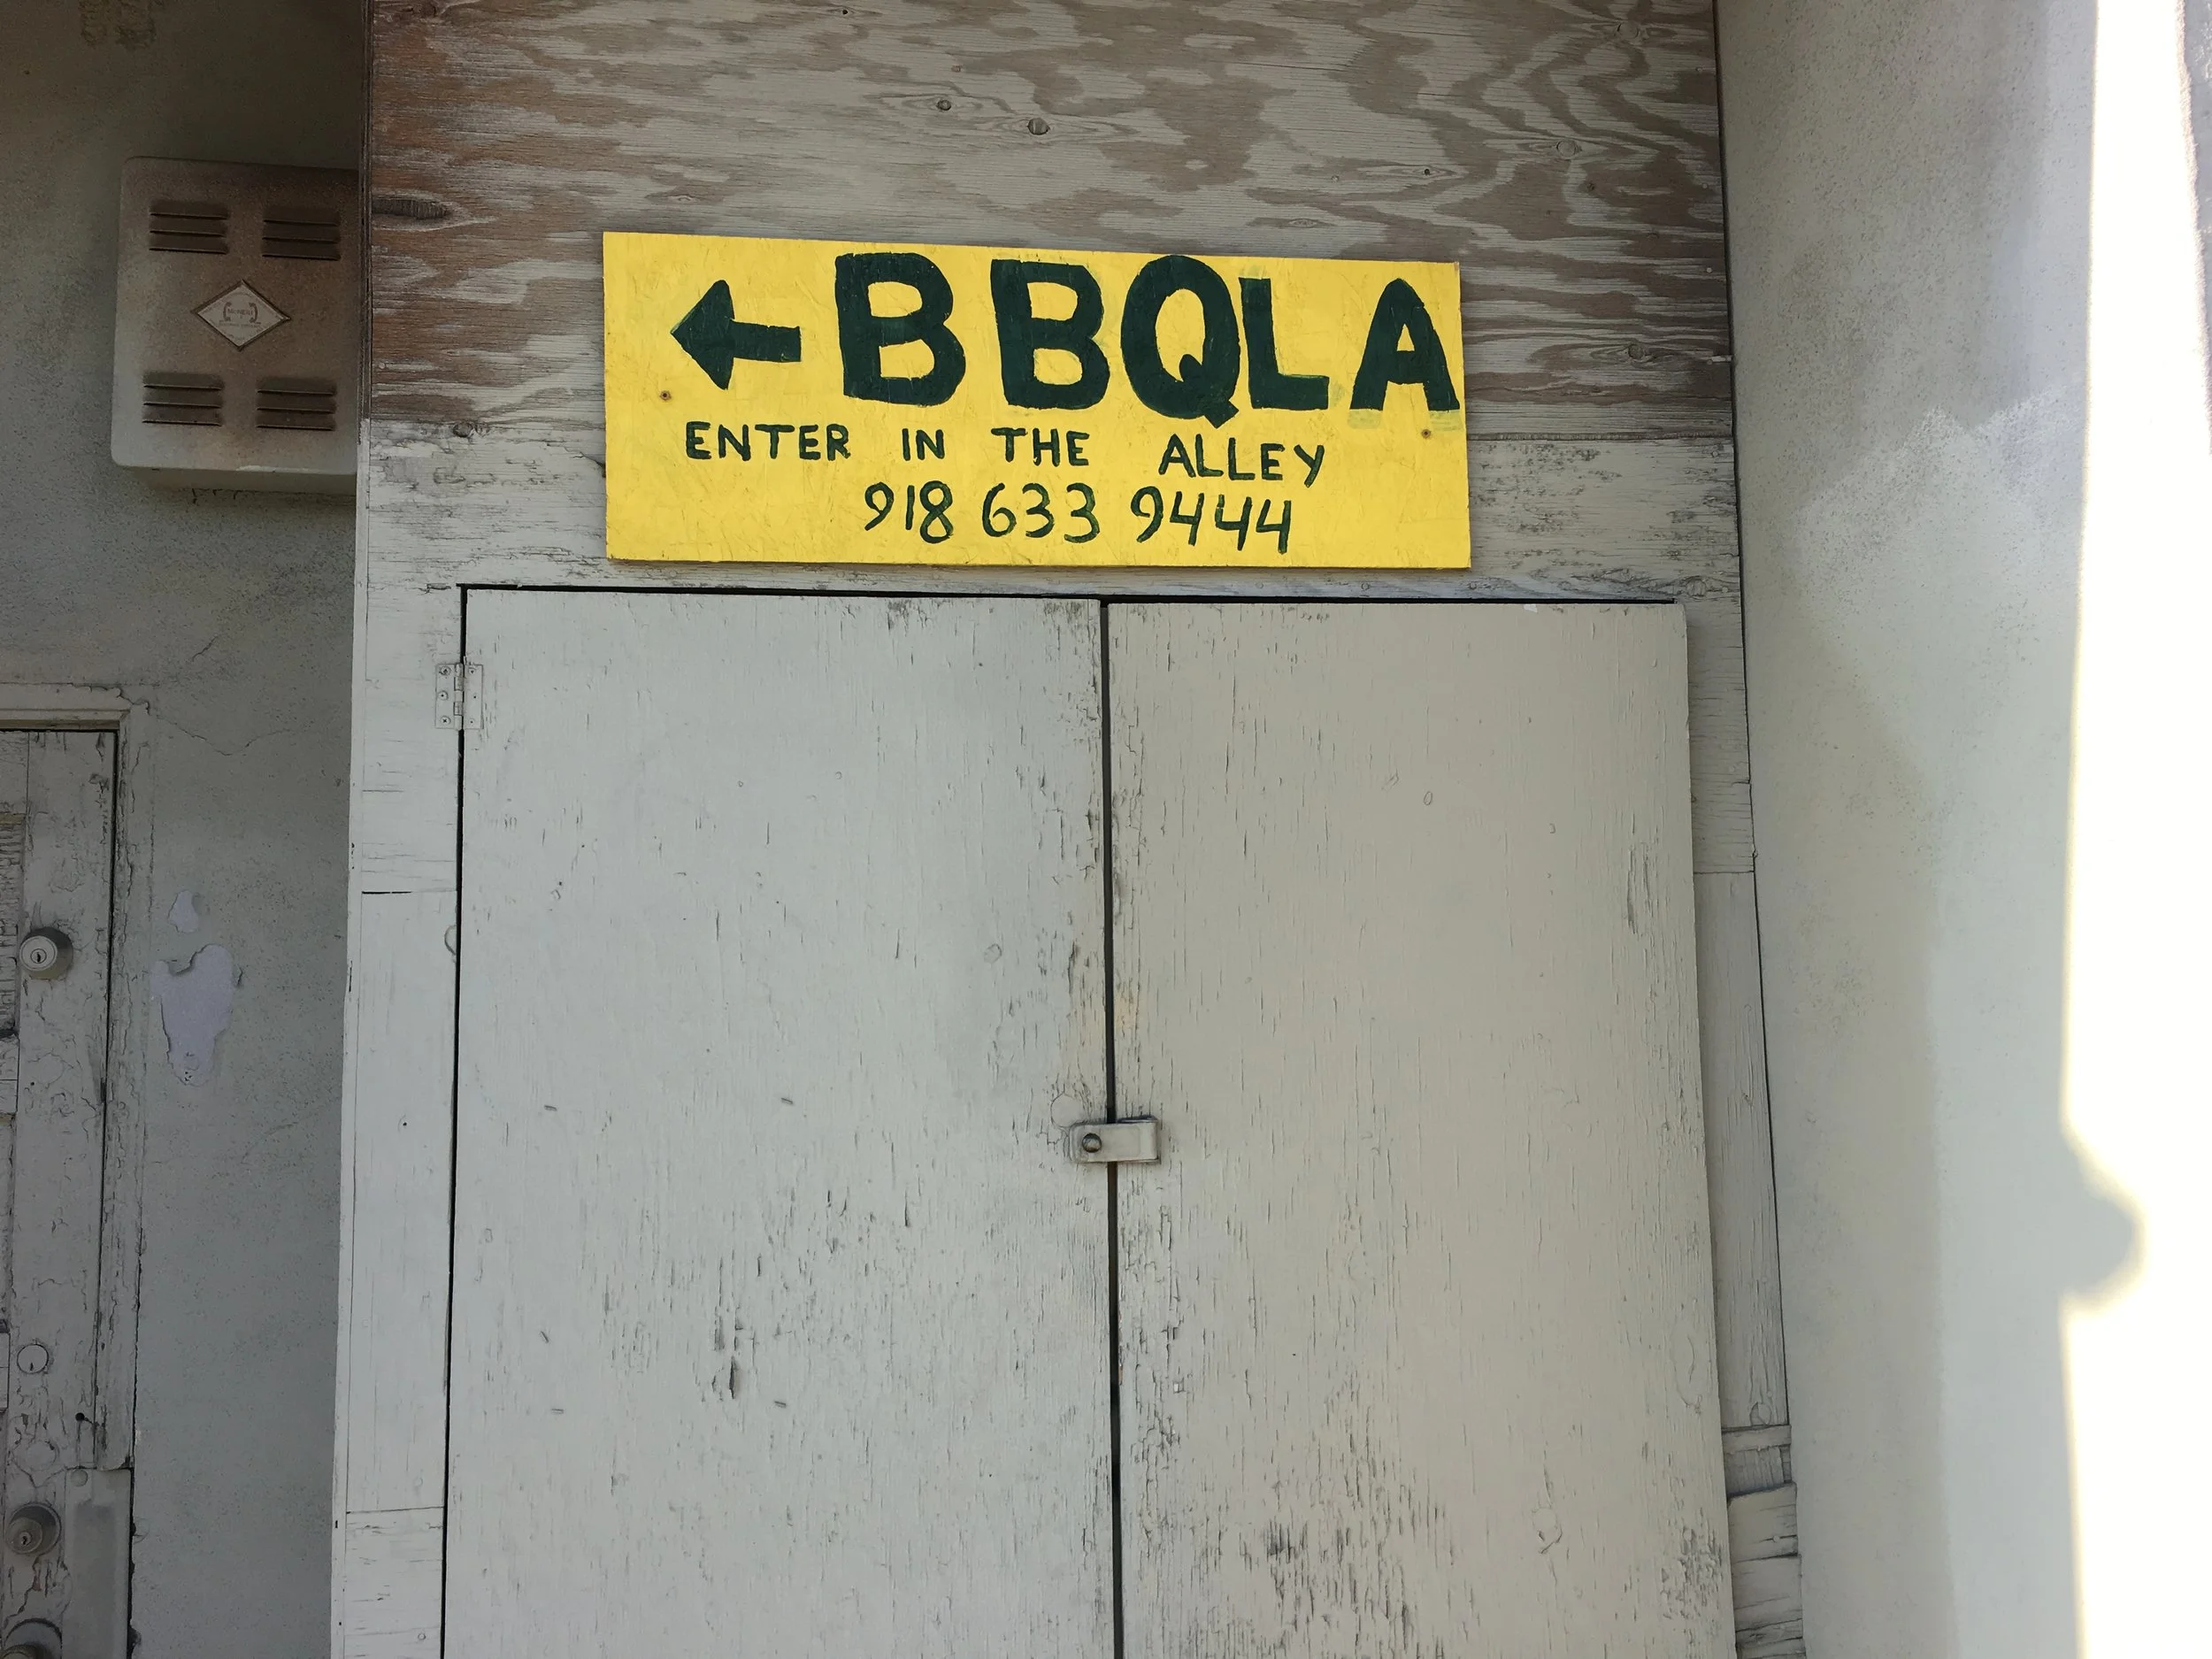 ← BBQLA
ENTER IN THE ALLEY
918 633 9444